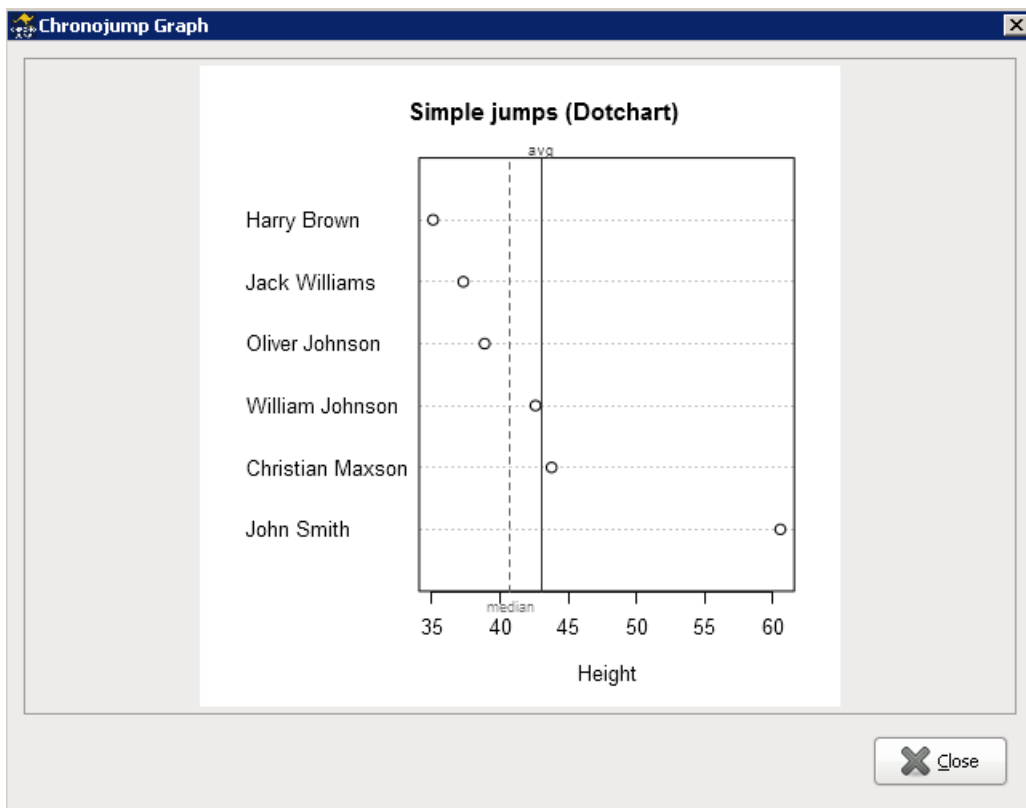 Chronojump Graph
Simple jumps (Dotchart)
avg
Harry Brown
Jack Williams
Oliver Johnson
William Johnson
Christian Maxson
John Smith
median
35 40 45 50 55 60
Height
Close